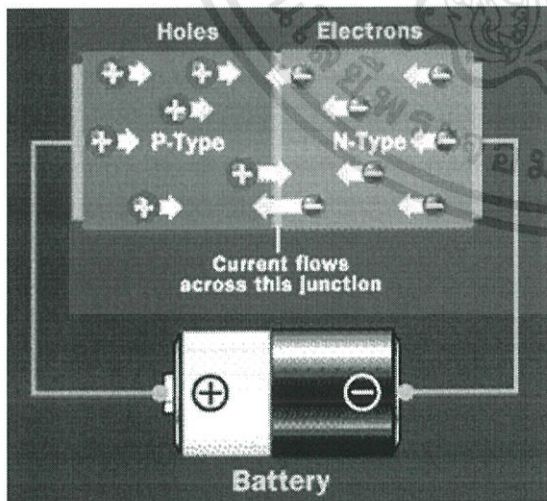 Holes Electrons
P-Type N-Type
Current flows
across this junction
Battery